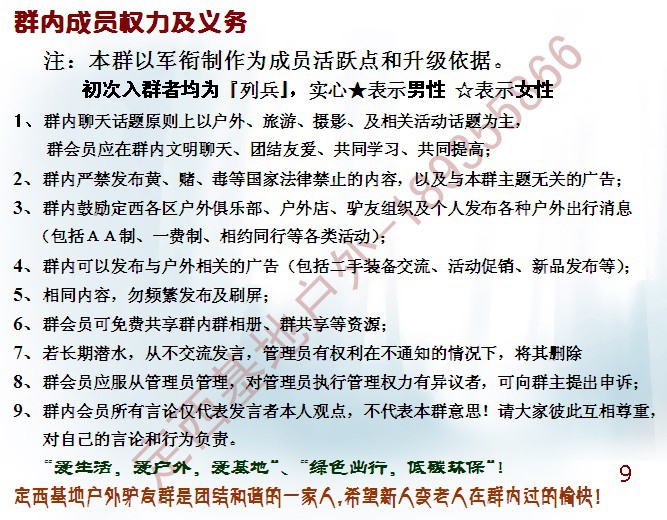 群内成员权力及义务
注：本群以军衔制作为成员活跃点和升级依据。
初次入群者均为『列兵』，实心★表示男性 ☆表示女性
1、群内聊天话题原则上以户外、旅游、摄影、及相关活动话题为主，
群会员应在群内文明聊天、团结友爱、共同学习、共同提高；
2、群内严禁发布黄、赌、毒等国家法律禁止的内容，以及与本群主题无关的广告；
3、群内鼓励定西各区户外俱乐部、户外店、驴友组织及个人发布各种户外出行消息
（包括ＡＡ制、一费制、相约同行等各类活动）；
4、群内可以发布与户外相关的广告（包括二手装备交流、活动促销、新品发布等）；
5、相同内容，勿频繁发布及刷屏；
6、群会员可免费共享群内群相册、群共享等资源；
7、若长期潜水，从不交流发言，管理员有权利在不通知的情况下，将其删除
8、群会员应服从管理员管理，对管理员执行管理权力有异议者，可向群主提出申诉；
9、群内会员所有言论仅代表发言者本人观点，不代表本群意思！请大家彼此互相尊重，
对自己的言论和行为负责。
“爱生活，爱户外，爱基地”、“绿色出行，低碳环保”！
9
定西基地户外驴友群是团结和谐的一家人，希望新人变老人在群内过的愉快！
定西基地户外